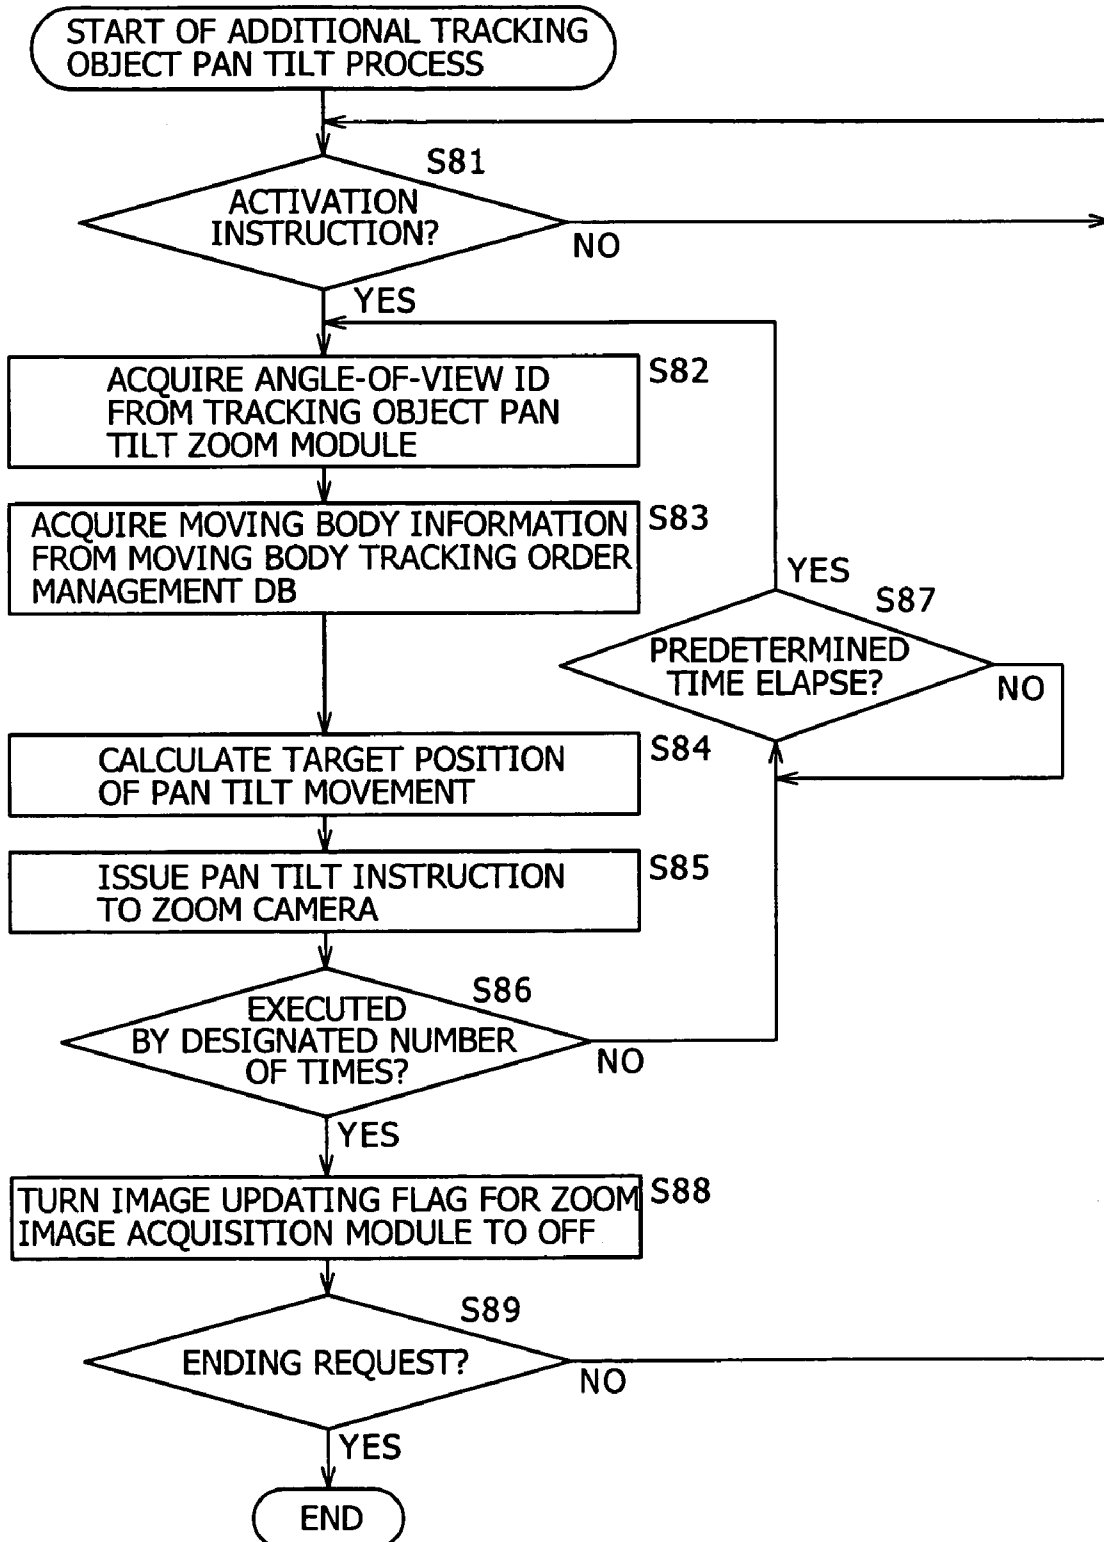 START OF ADDITIONAL TRACKING
OBJECT PAN TILT PROCESS
S81
ACTIVATION
INSTRUCTION?
NO
YES
S82
ACQUIRE ANGLE-OF-VIEW ID
FROM TRACKING OBJECT PAN
TILT ZOOM MODULE
S83
ACQUIRE MOVING BODY INFORMATION
FROM MOVING BODY TRACKING ORDER
MANAGEMENT DB
YES
S87
PREDETERMINED
TIME ELAPSE?
NO
S84
CALCULATE TARGET POSITION
OF PAN TILT MOVEMENT
S85
ISSUE PAN TILT INSTRUCTION
TO ZOOM CAMERA
S86
EXECUTED
BY DESIGNATED NUMBER
OF TIMES?
NO
YES
S88
TURN IMAGE UPDATING FLAG FOR ZOOM
IMAGE ACQUISITION MODULE TO OFF
S89
ENDING REQUEST?
NO
YES
END